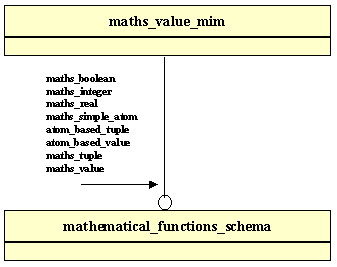 maths_value_mim
maths_boolean
maths_integer
maths_real
maths_simple_atom
atom_based_tuple
atom_based_value
maths_tuple
maths_value
mathematical_functions_schema